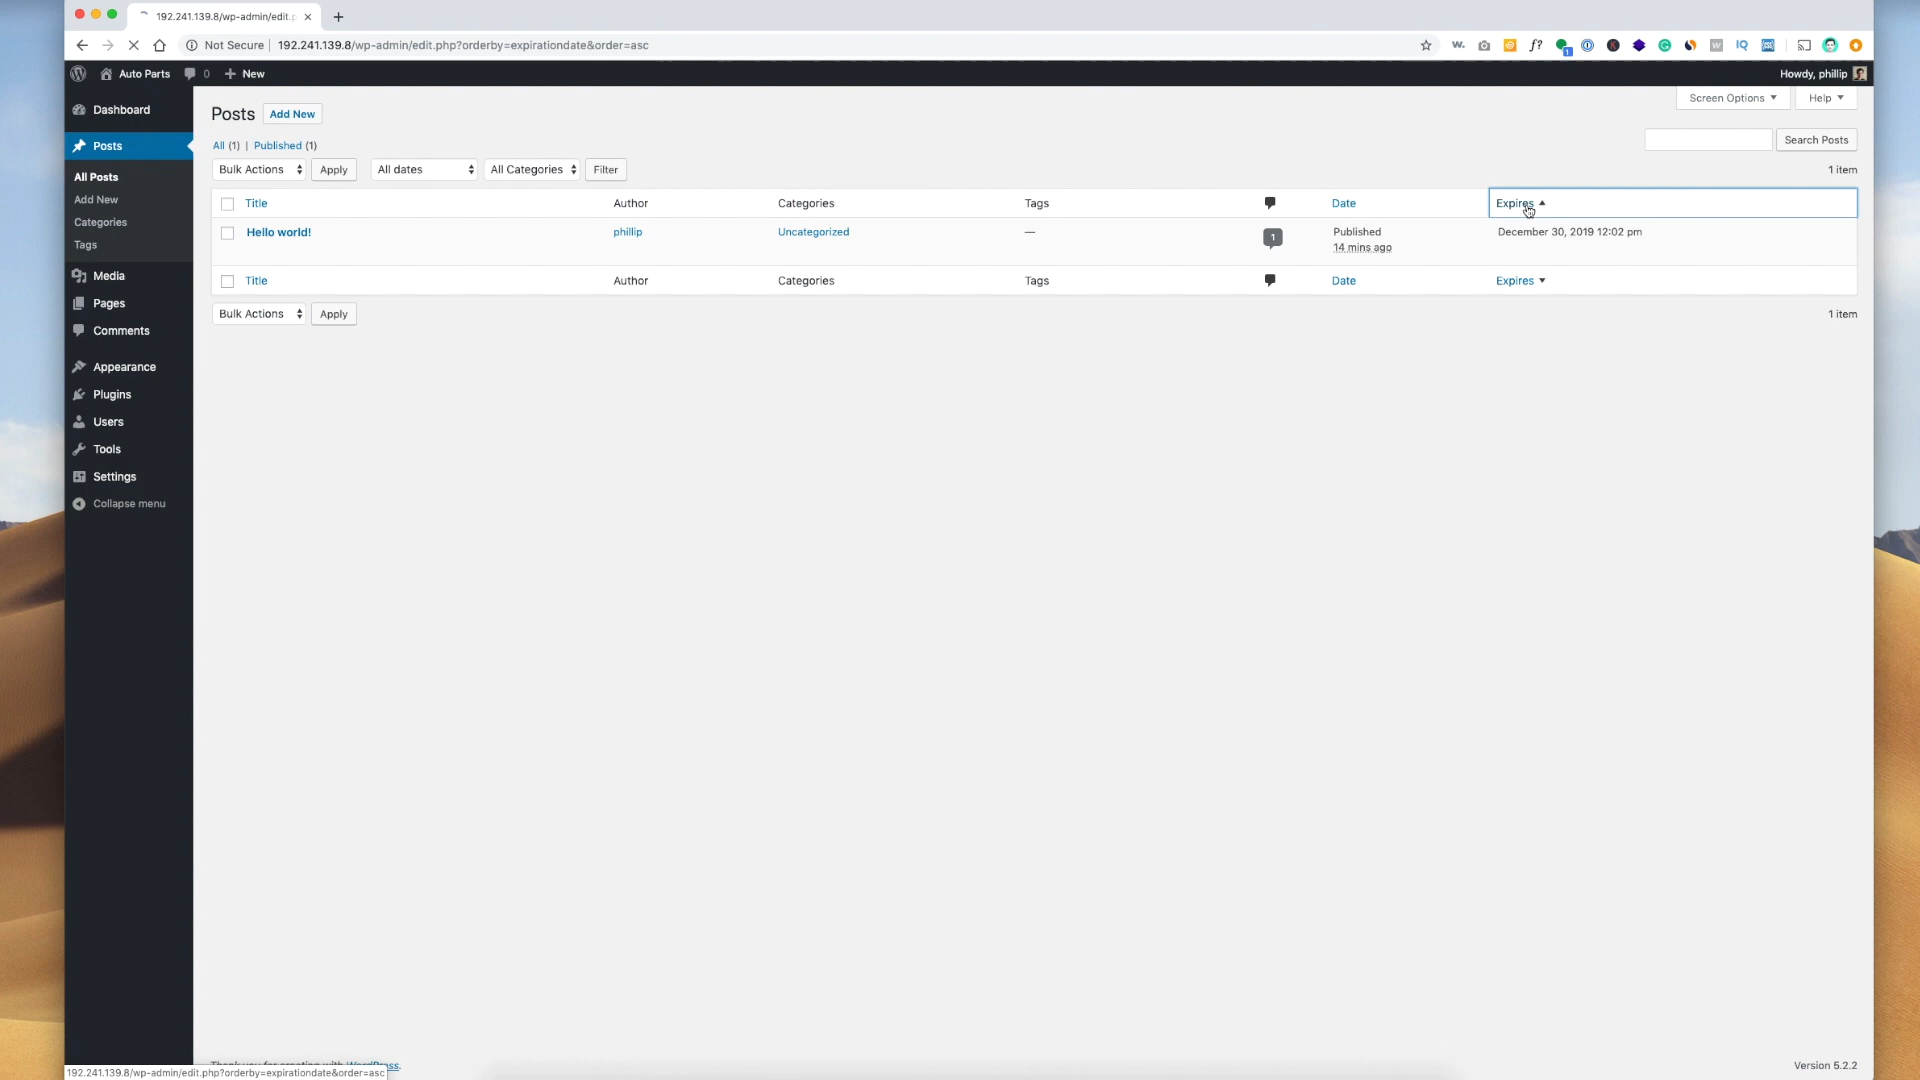 192.241.139.8/wp-admin/edit.p
Not Secure 192.241.139.8/wp-admin/edit.php?orderby=expirationdate&order=asc
Auto Parts 0 New Howdy, phillip
Screen Options Help
Dashboard
Posts
All Posts
Add New
Categories
Tags
Media
Pages
Comments
Appearance
Plugins
Users
Tools
Settings
Collapse menu
Posts Add New
All (1) | Published (1)
Search Posts
Bulk Actions Apply All dates All Categories Filter 1 item
Title Author Categories Tags Date Expires
Hello world! phillip Uncategorized — 1 Published December 30, 2019 12:02 pm
14 mins ago
Title Author Categories Tags Date Expires
Bulk Actions Apply 1 item
Thank you for creating with WordPress. Version 5.2.2
192.241.139.8/wp-admin/edit.php?orderby=expirationdate&order=asc